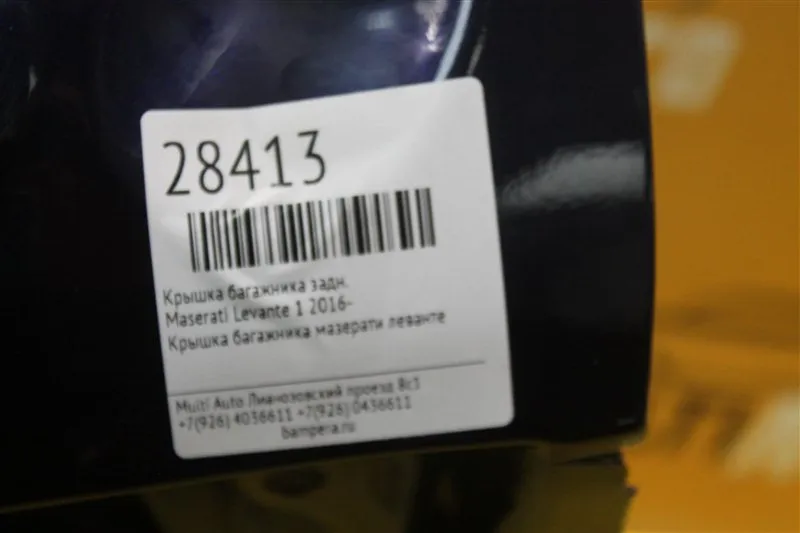 28413
Крышка багажника задн.
Maserati Levante 1 2016-
Крышка багажника мазерати леванте
Multi Auto Лианозовский проезд 8с3
+7(926) 4036611 +7(926) 0436611
bampera.ru